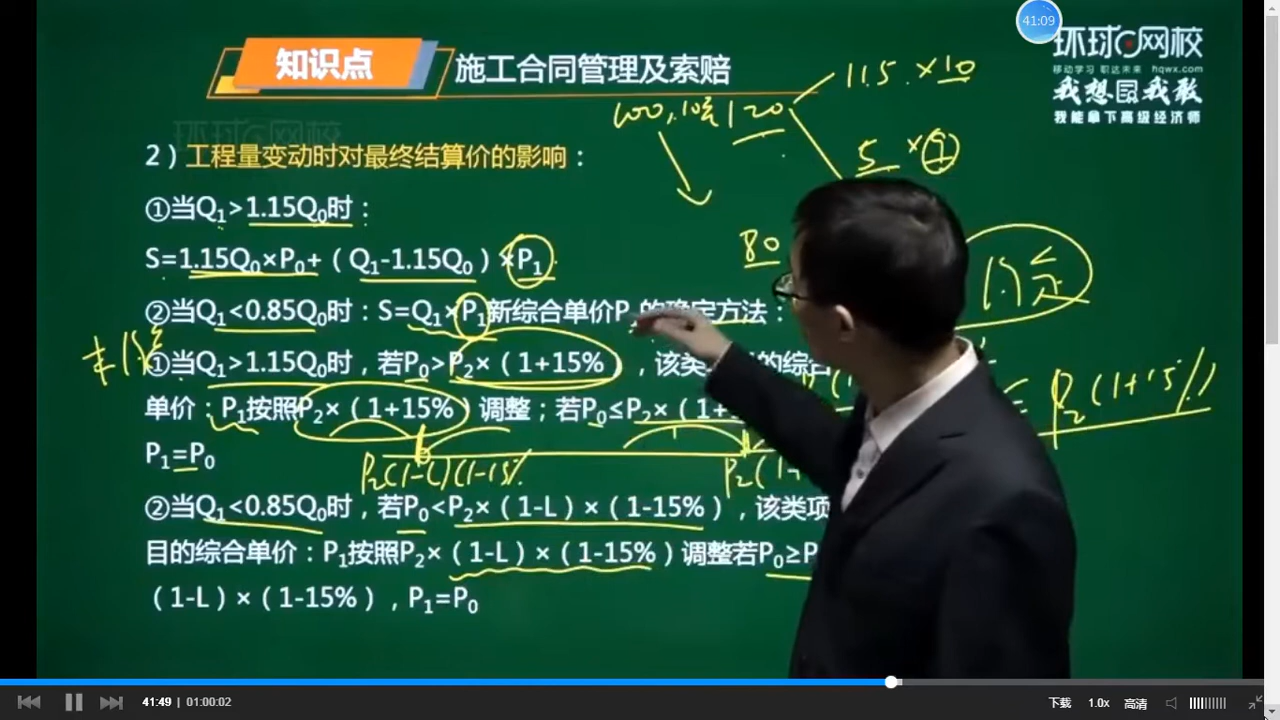 41:09
环球网校
移动学习 职达未来 hqwx.com
我想 我敢
我能拿下高级经济师
知识点 施工合同管理及索赔
100, 10 120
11.5 × 10
5 ×
2）工程量变动时对最终结算价的影响：
①当Q₁>1.15Q₀时：
80
S=1.15Q₀×P₀+（Q₁-1.15Q₀）×P₁
②当Q₁<0.85Q₀时：S=Q₁×P₁新综合单价P 的确定方法：
①当Q₁>1.15Q₀时，若P₀>P₂×（1+15%），该类 的综合
P₂(1+15%)
单价：P₁按照P₂×（1+15%）调整；若P₀≤P₂×（1+
P₁=P₀
P₂(1-L)(1-15%
P₂(1+
②当Q₁<0.85Q₀时，若P₀<P₂×（1-L）×（1-15%），该类项
目的综合单价：P₁按照P₂×（1-L）×（1-15%）调整若P₀≥P
（1-L）×（1-15%），P₁=P₀
41:49 | 01:00:02 下载 1.0x 高清